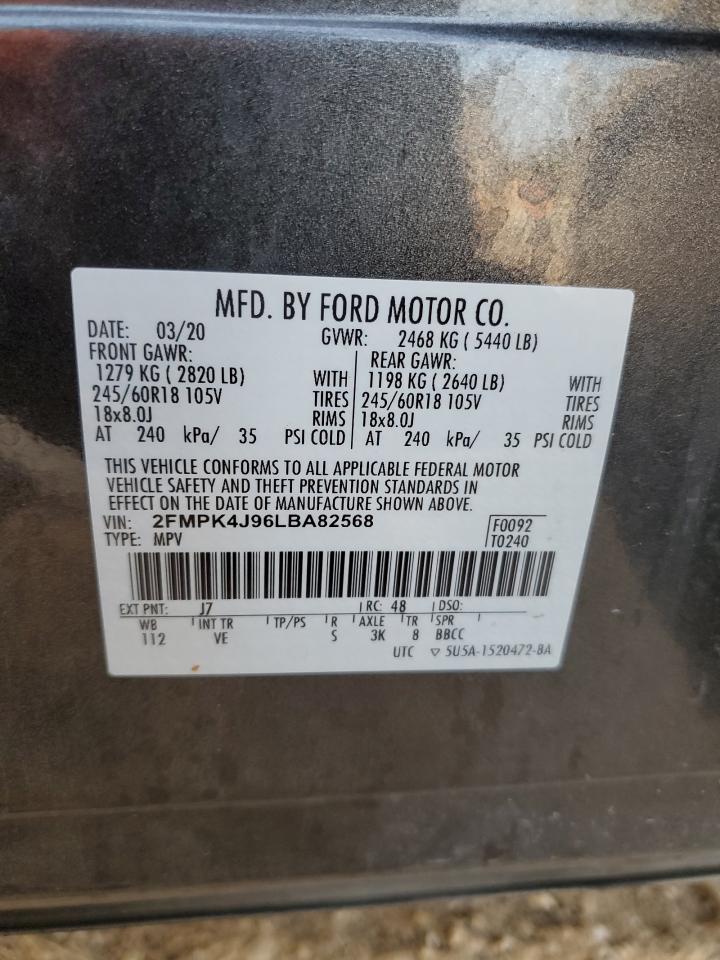 MFD. BY FORD MOTOR CO.
DATE: 03/20 GVWR: 2468 KG ( 5440 LB)
FRONT GAWR: REAR GAWR:
1279 KG ( 2820 LB) WITH 1198 KG ( 2640 LB) WITH
245/60R18 105V TIRES 245/60R18 105V TIRES
18x8.0J RIMS 18x8.0J RIMS
AT 240 kPa/ 35 PSI COLD AT 240 kPa/ 35 PSI COLD
THIS VEHICLE CONFORMS TO ALL APPLICABLE FEDERAL MOTOR
VEHICLE SAFETY AND THEFT PREVENTION STANDARDS IN
EFFECT ON THE DATE OF MANUFACTURE SHOWN ABOVE.
VIN: 2FMPK4J96LBA82568 F0092
TYPE: MPV T0240
EXT PNT: J7 RC: 48 DSO:
WB INT TR TP/PS R AXLE TR SPR
112 VE S 3K 8 BBCC
UTC ▽ 5U5A-1520472-BA